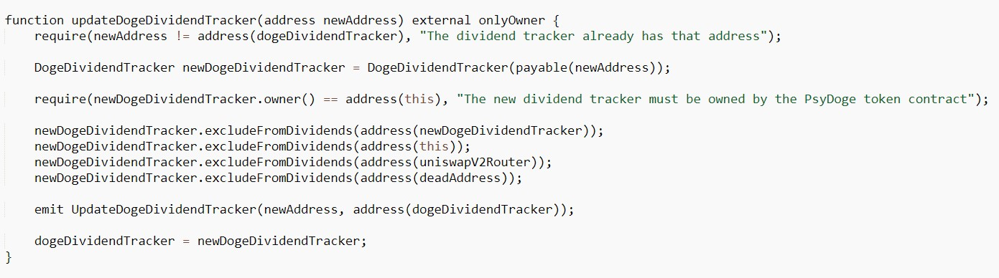 function updateDogeDividendTracker(address newAddress) external onlyOwner {
    require(newAddress != address(dogeDividendTracker), "The dividend tracker already has that address");

    DogeDividendTracker newDogeDividendTracker = DogeDividendTracker(payable(newAddress));

    require(newDogeDividendTracker.owner() == address(this), "The new dividend tracker must be owned by the PsyDoge token contract");

    newDogeDividendTracker.excludeFromDividends(address(newDogeDividendTracker));
    newDogeDividendTracker.excludeFromDividends(address(this));
    newDogeDividendTracker.excludeFromDividends(address(uniswapV2Router));
    newDogeDividendTracker.excludeFromDividends(address(deadAddress));

    emit UpdateDogeDividendTracker(newAddress, address(dogeDividendTracker));

    dogeDividendTracker = newDogeDividendTracker;
}